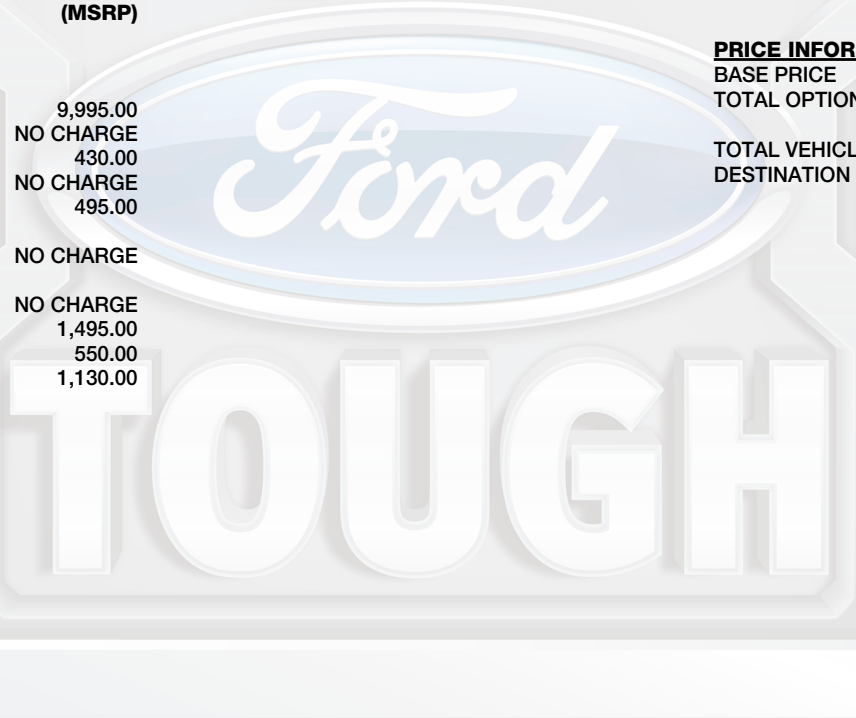 (MSRP)
9,995.00
NO CHARGE
430.00
NO CHARGE
495.00
NO CHARGE
NO CHARGE
1,495.00
550.00
1,130.00
PRICE INFOR
BASE PRICE
TOTAL OPTION
TOTAL VEHICL
DESTINATION
Ford
TOUGH